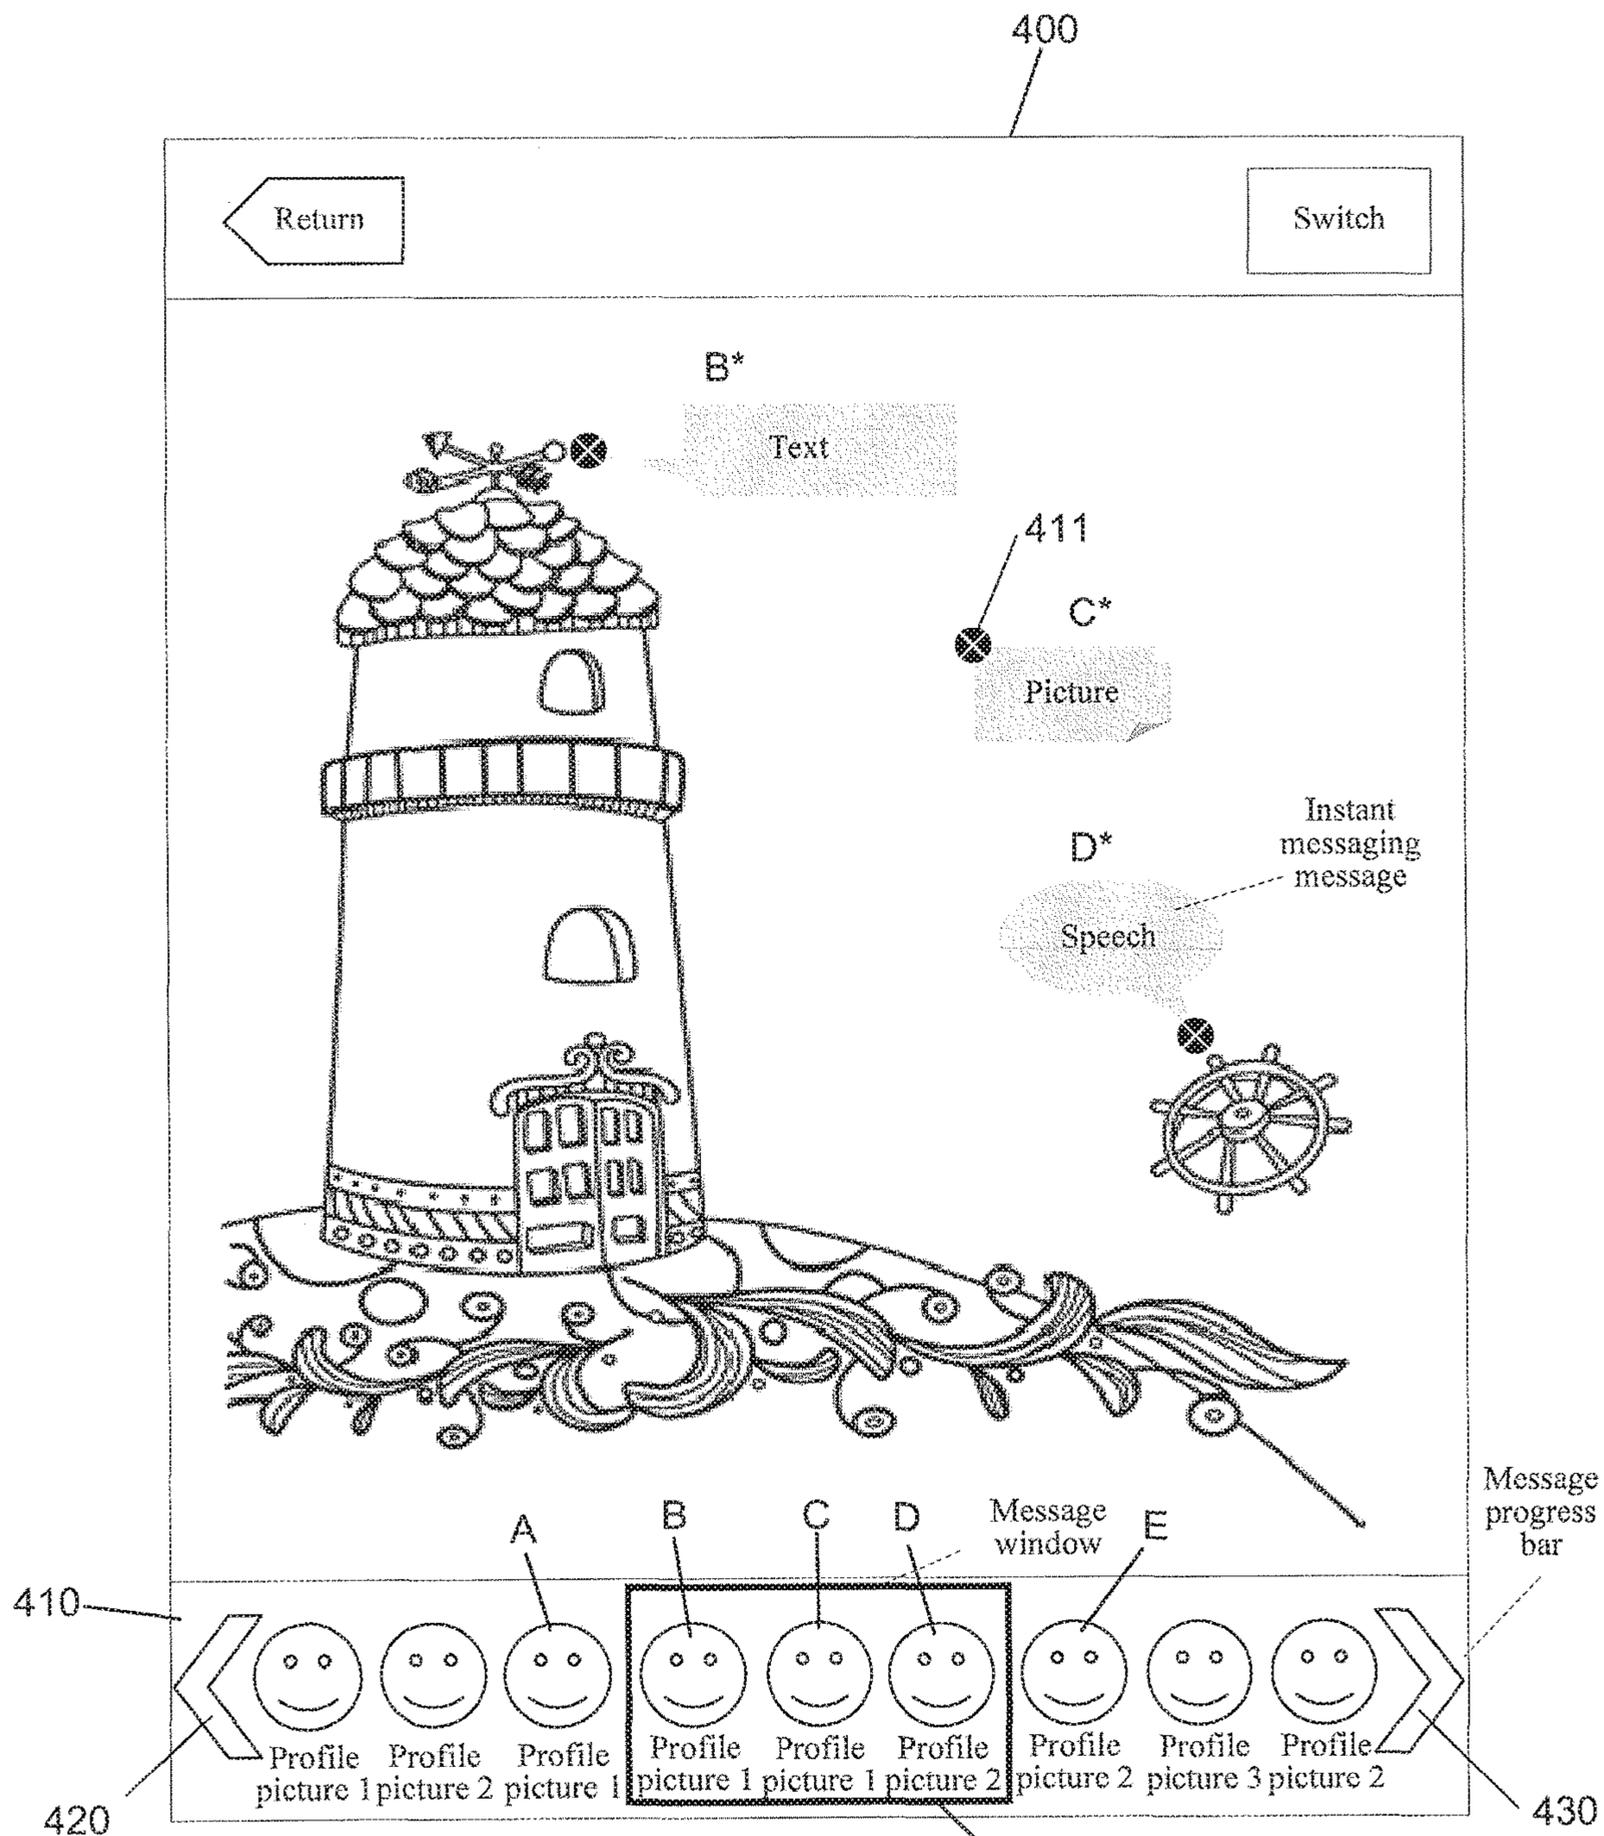 400
Return
Switch
B*
Text
411
C*
Picture
Instant
messaging
message
D*
Speech
Message
progress
bar
Message
window
A
B
C
D
E
410
Profile
picture 1
Profile
picture 2
Profile
picture 1
Profile
picture 1
Profile
picture 1
Profile
picture 2
Profile
picture 2
Profile
picture 3
Profile
picture 2
420
430